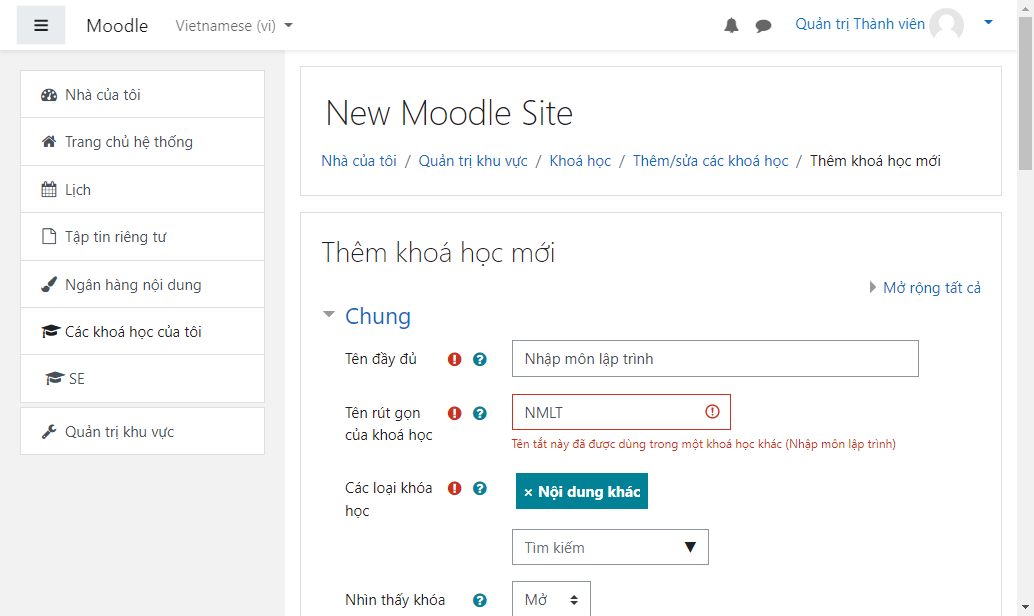 Moodle
Vietnamese (vi)
Quản trị Thành viên
Nhà của tôi
Trang chủ hệ thống
Lịch
Tập tin riêng tư
Ngân hàng nội dung
Các khoá học của tôi
SE
Quản trị khu vực
New Moodle Site
Nhà của tôi / Quản trị khu vực / Khoá học / Thêm/sửa các khoá học / Thêm khoá học mới
Thêm khoá học mới
Mở rộng tất cả
Chung
Tên đầy đủ
Nhập môn lập trình
Tên rút gọn
của khoá học
NMLT
Tên tắt này đã được dùng trong một khoá học khác (Nhập môn lập trình)
Các loại khóa
học
× Nội dung khác
Tìm kiếm
Nhìn thấy khóa
Mở